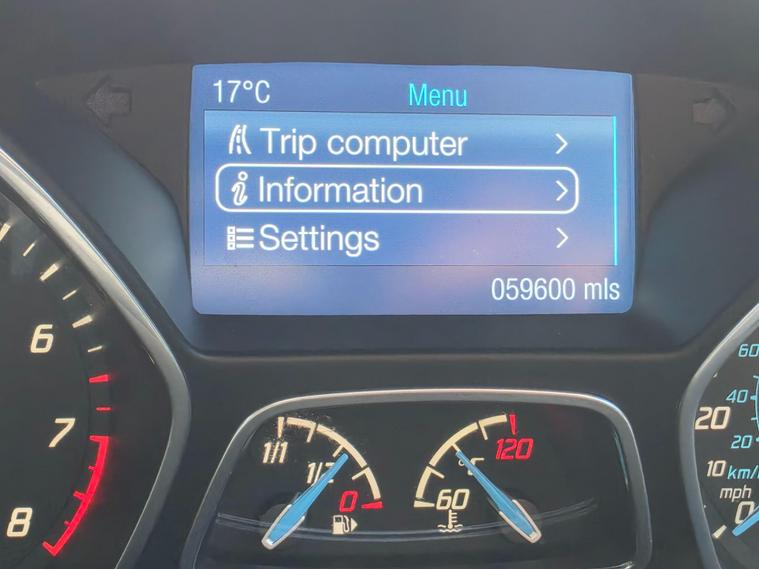 17°C Menu
Trip computer
Information
Settings
059600 mls
6
7
8
1/1
1/2
0
120
°C
60
60
40
20
20
10 km/h
mph
0